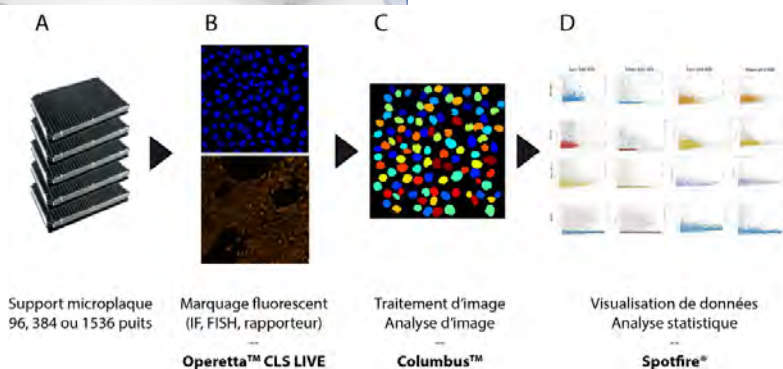 A
B
C
D
Support microplaque
96, 384 ou 1536 puits
Marquage fluorescent
(IF, FISH, rapporteur)
--
Operetta™ CLS LIVE
Traitement d'image
Analyse d'image
--
Columbus™
Visualisation de données
Analyse statistique
--
Spotfire®